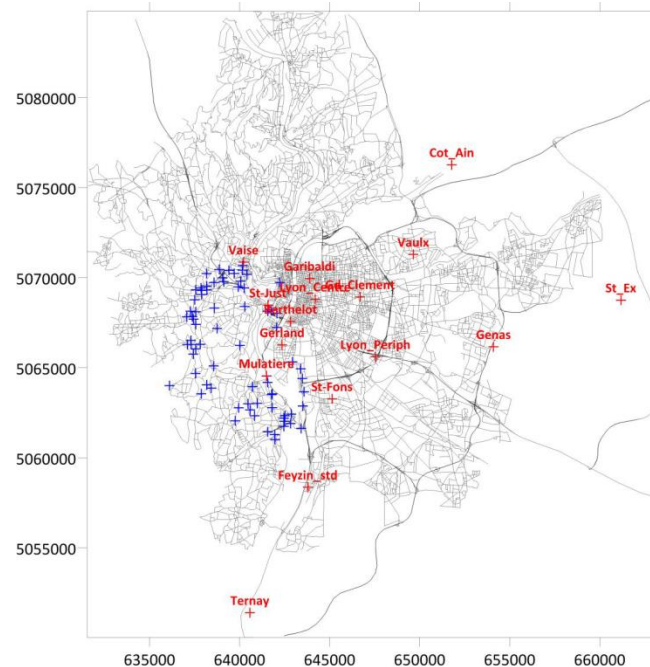 5080000
Cot_Ain
5075000
Vaise
Vaulx
5070000
Garibaldi
St_Ex
St-Just
Lyon_Centre
Gd_Clement
Berthelot
Gerland
Lyon_Periph
Genas
5065000
Mulatiere
St-Fons
5060000
Feyzin_std
5055000
Ternay
635000 640000 645000 650000 655000 660000